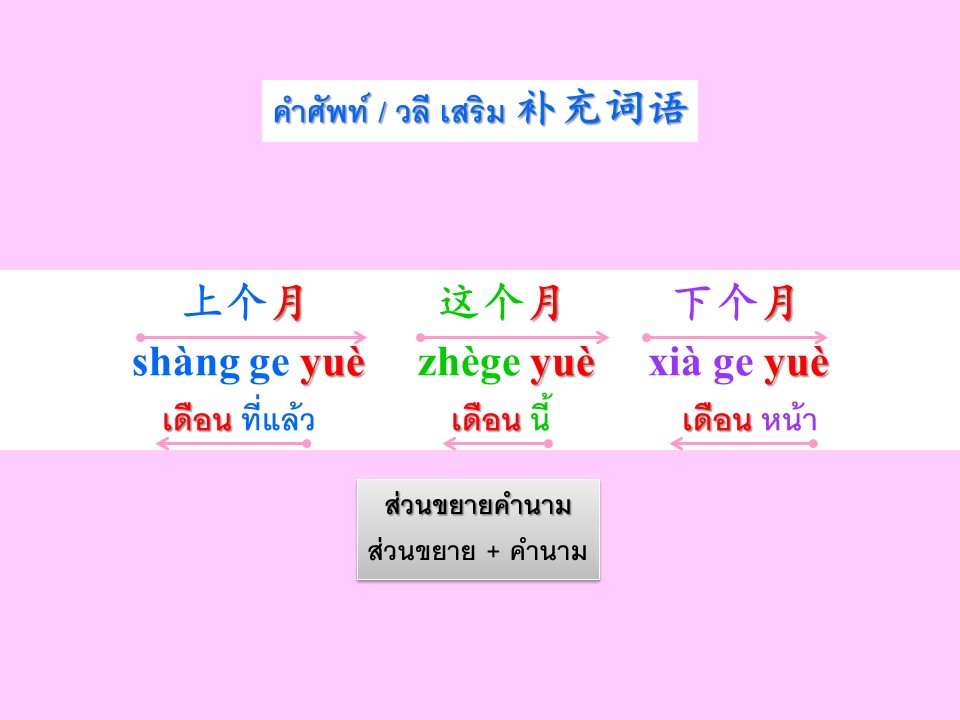 คำศัพท์ / วลี เสริม 补充词语
上个月 这个月 下个月
shàng ge yuè zhège yuè xià ge yuè
เดือน ที่แล้ว เดือน นี้ เดือน หน้า
ส่วนขยายคำนาม
ส่วนขยาย + คำนาม